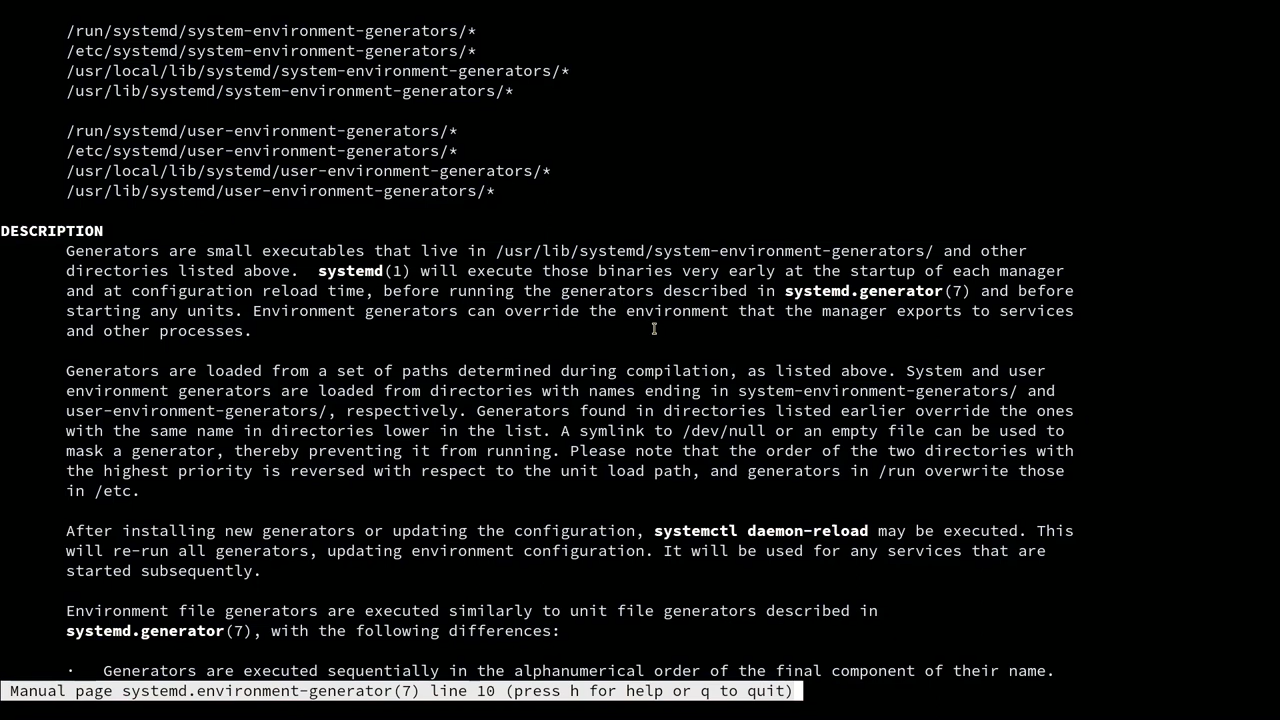 /run/systemd/system-environment-generators/*
/etc/systemd/system-environment-generators/*
/usr/local/lib/systemd/system-environment-generators/*
/usr/lib/systemd/system-environment-generators/*
/run/systemd/user-environment-generators/*
/etc/systemd/user-environment-generators/*
/usr/local/lib/systemd/user-environment-generators/*
/usr/lib/systemd/user-environment-generators/*
DESCRIPTION
Generators are small executables that live in /usr/lib/systemd/system-environment-generators/ and other
directories listed above.  systemd(1) will execute those binaries very early at the startup of each manager
and at configuration reload time, before running the generators described in systemd.generator(7) and before
starting any units. Environment generators can override the environment that the manager exports to services
and other processes.
Generators are loaded from a set of paths determined during compilation, as listed above. System and user
environment generators are loaded from directories with names ending in system-environment-generators/ and
user-environment-generators/, respectively. Generators found in directories listed earlier override the ones
with the same name in directories lower in the list. A symlink to /dev/null or an empty file can be used to
mask a generator, thereby preventing it from running. Please note that the order of the two directories with
the highest priority is reversed with respect to the unit load path, and generators in /run overwrite those
in /etc.
After installing new generators or updating the configuration, systemctl daemon-reload may be executed. This
will re-run all generators, updating environment configuration. It will be used for any services that are
started subsequently.
Environment file generators are executed similarly to unit file generators described in
systemd.generator(7), with the following differences:
· Generators are executed sequentially in the alphanumerical order of the final component of their name.
Manual page systemd.environment-generator(7) line 10 (press h for help or q to quit)